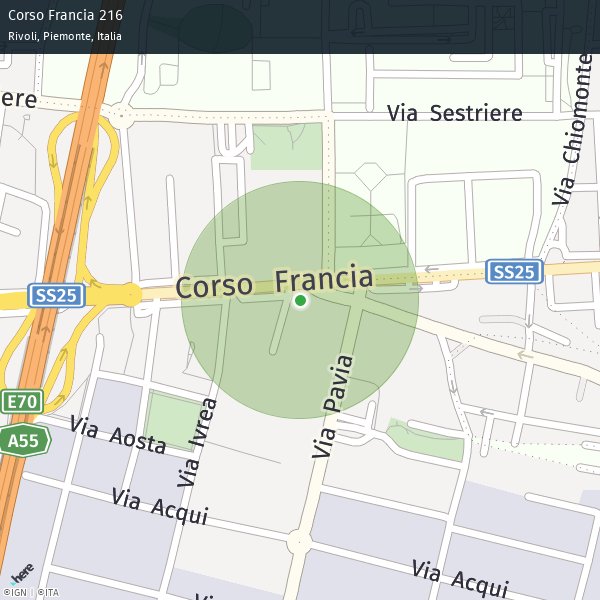 Corso Francia 216
Rivoli, Piemonte, Italia
ere
Via Sestriere
Via Chiomonte
Corso Francia
SS25
SS25
E70
A55
Via Pavia
Via Ivrea
Via Aosta
Via Acqui
Via Acqui
Vi
here
©IGN | ©ITA